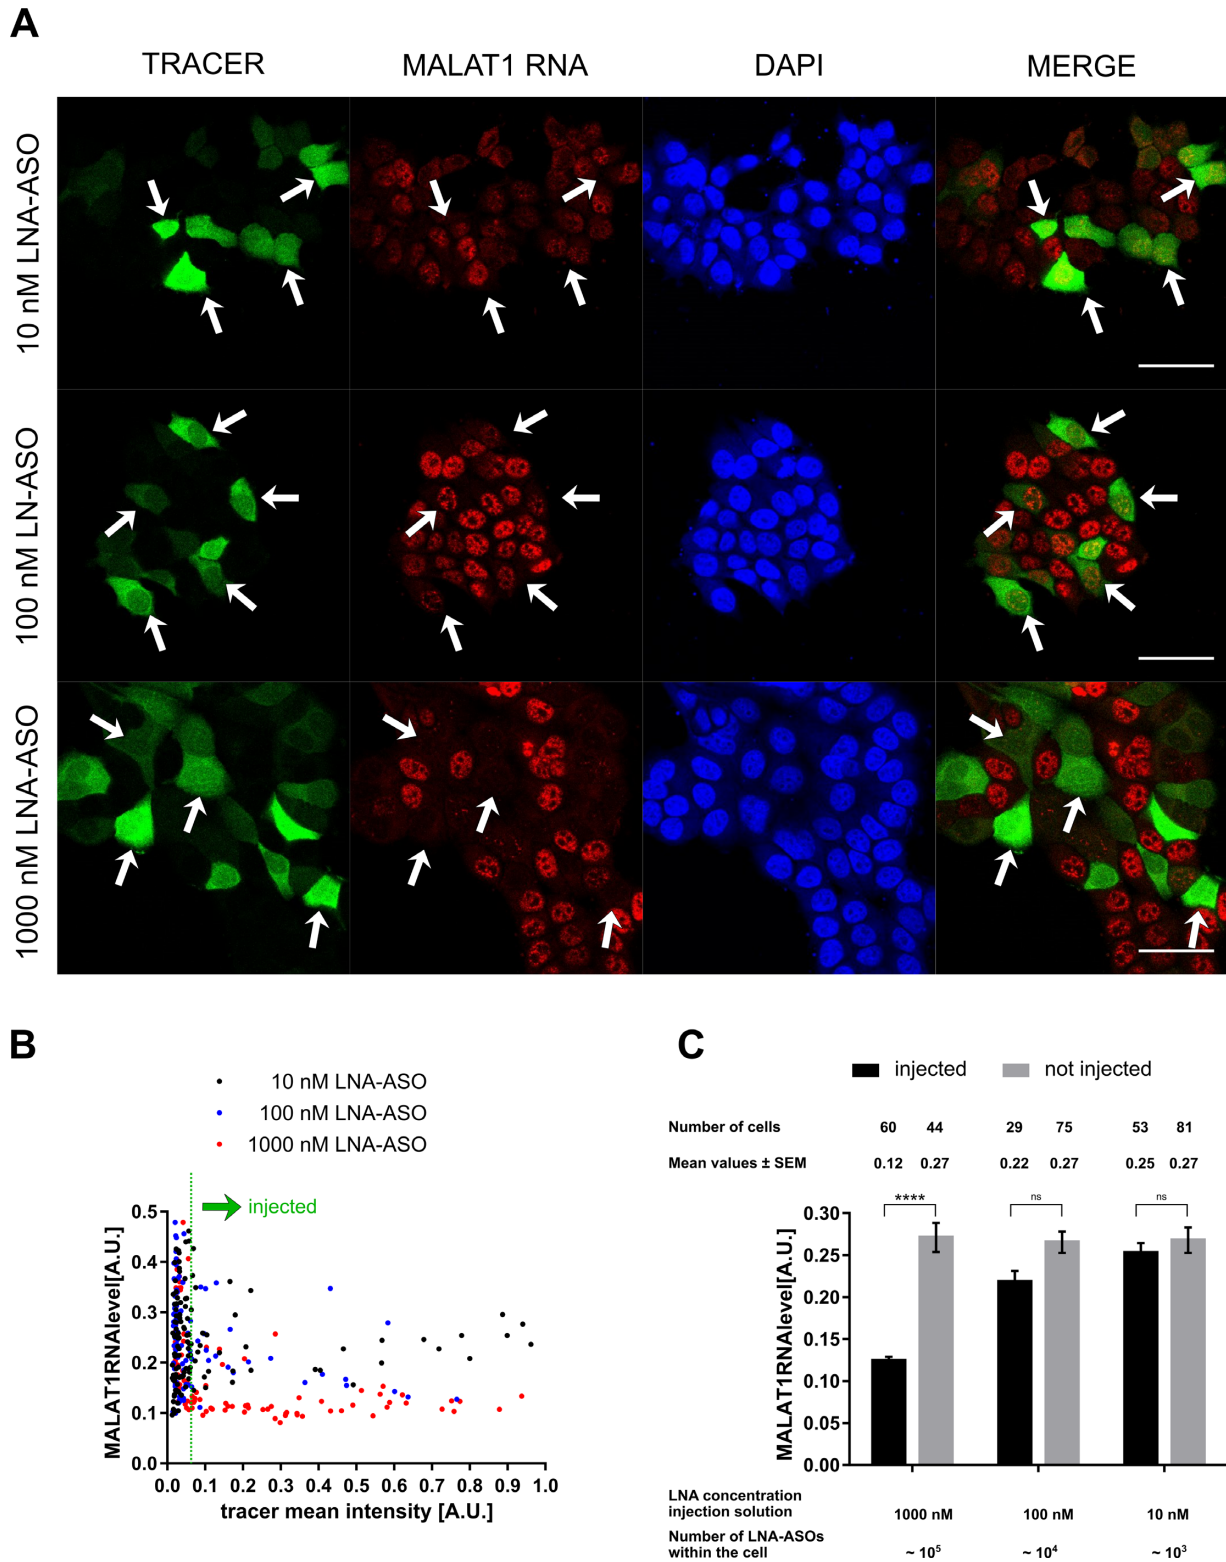 A
TRACER MALAT1 RNA DAPI MERGE
10 nM LNA-ASO
100 nM LN-ASO
1000 nM LNA-ASO
B
10 nM LNA-ASO
100 nM LNA-ASO
1000 nM LNA-ASO
injected
0.5
0.4
0.3
0.2
0.1
0.0
MALAT1RNAlevel[A.U.]
0.0 0.1 0.2 0.3 0.4 0.5 0.6 0.7 0.8 0.9 1.0
tracer mean intensity [A.U.]
C
injected not injected
Number of cells 60 44 29 75 53 81
Mean values ± SEM 0.12 0.27 0.22 0.27 0.25 0.27
**** ns ns
0.30
0.25
0.20
0.15
0.10
0.05
0.00
MALAT1RNAlevel[A.U.]
LNA concentration
injection solution 1000 nM 100 nM 10 nM
Number of LNA-ASOs
within the cell ~ 10⁵ ~ 10⁴ ~ 10³